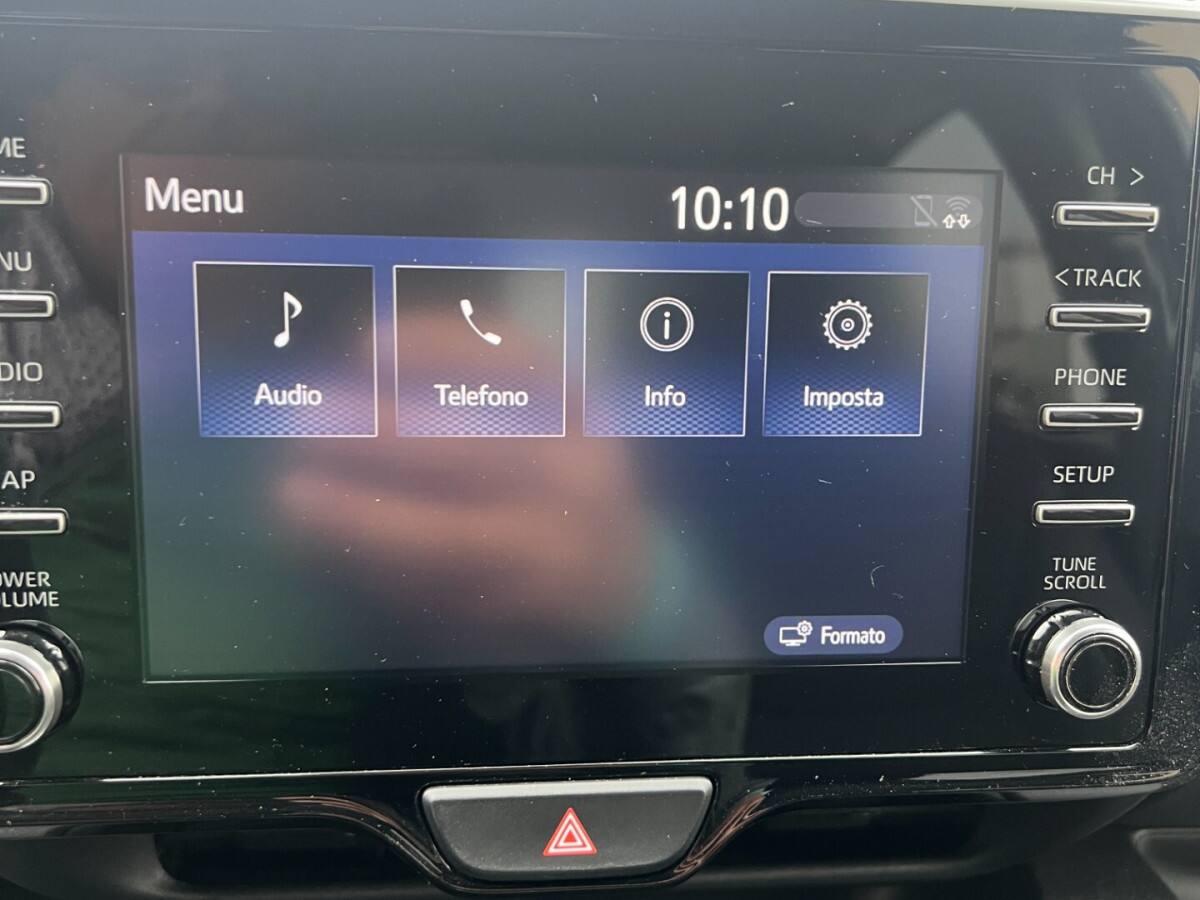 Menu 10:10
Audio Telefono Info Imposta
Formato
CH >
< TRACK
PHONE
SETUP
TUNE
SCROLL